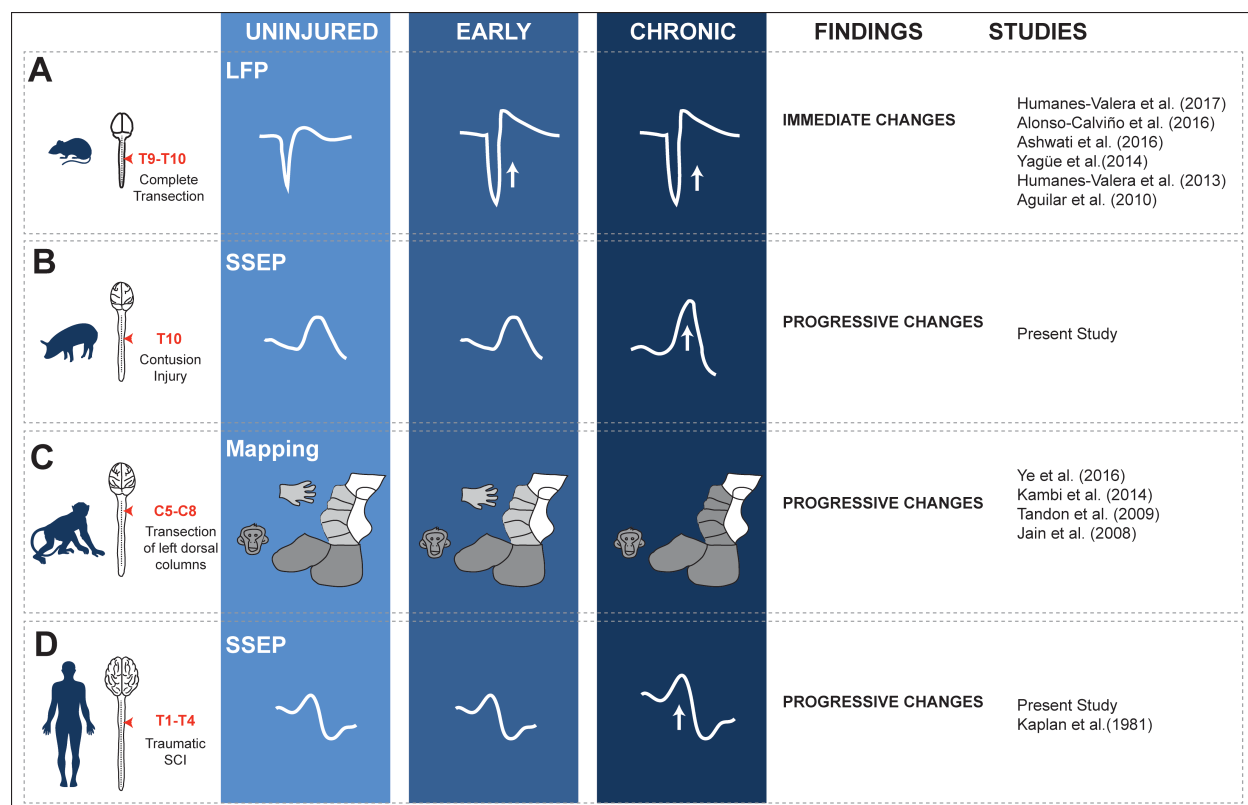 UNINJURED EARLY CHRONIC FINDINGS STUDIES
A
LFP
T9-T10
Complete
Transection
IMMEDIATE CHANGES
Humanes-Valera et al. (2017)
Alonso-Calviño et al. (2016)
Ashwati et al. (2016)
Yagüe et al.(2014)
Humanes-Valera et al. (2013)
Aguilar et al. (2010)
B
SSEP
T10
Contusion
Injury
PROGRESSIVE CHANGES
Present Study
C
Mapping
C5-C8
Transection
of left dorsal
columns
PROGRESSIVE CHANGES
Ye et al. (2016)
Kambi et al. (2014)
Tandon et al. (2009)
Jain et al. (2008)
D
SSEP
T1-T4
Traumatic
SCI
PROGRESSIVE CHANGES
Present Study
Kaplan et al.(1981)